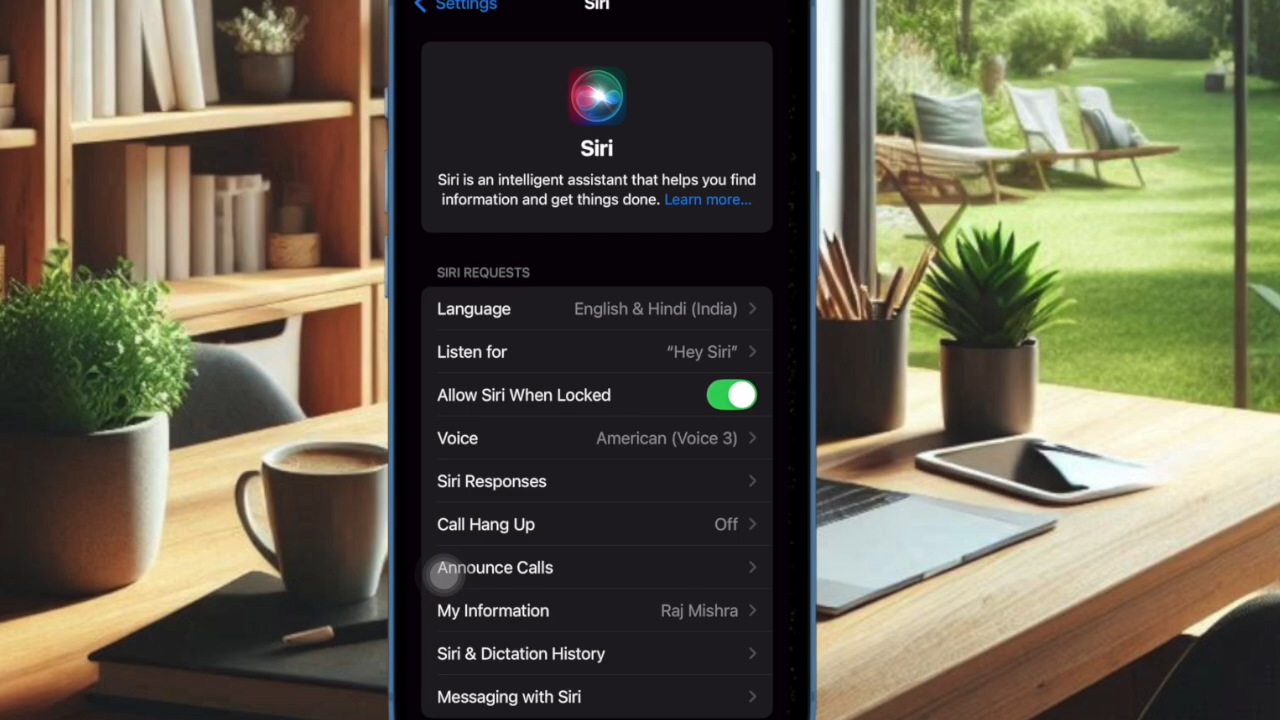 Settings
Siri
Siri
Siri is an intelligent assistant that helps you find
information and get things done. Learn more...
SIRI REQUESTS
Language English & Hindi (India)
Listen for “Hey Siri”
Allow Siri When Locked
Voice American (Voice 3)
Siri Responses
Call Hang Up Off
Announce Calls
My Information Raj Mishra
Siri & Dictation History
Messaging with Siri